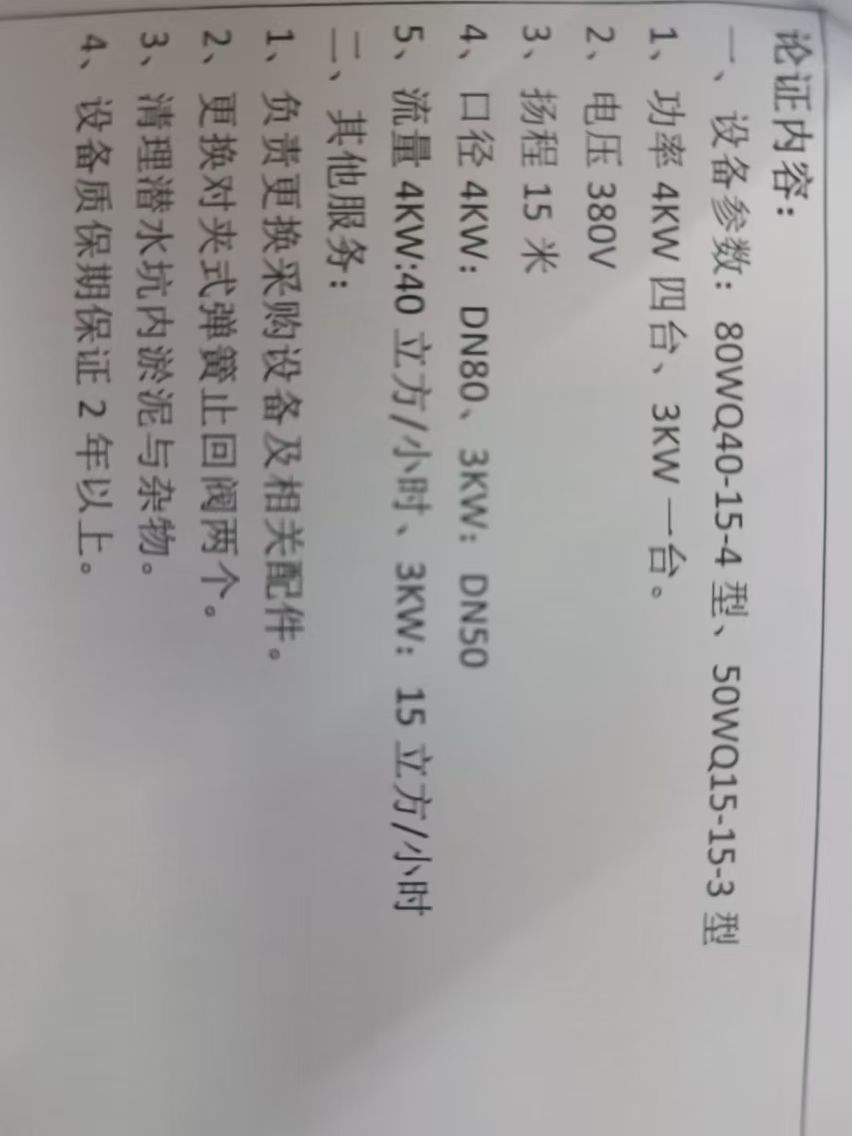 论证内容：
一、设备参数：80WQ40-15-4 型、50WQ15-15-3 型
1、功率 4KW 四台、3KW 一台。
2、电压 380V
3、扬程 15 米
4、口径 4KW：DN80、3KW：DN50
5、流量 4KW:40 立方/小时、3KW：15 立方/小时
二、其他服务：
1、负责更换采购设备及相关配件。
2、更换对夹式弹簧止回阀两个。
3、清理潜水坑内淤泥与杂物。
4、设备质保期保证 2 年以上。